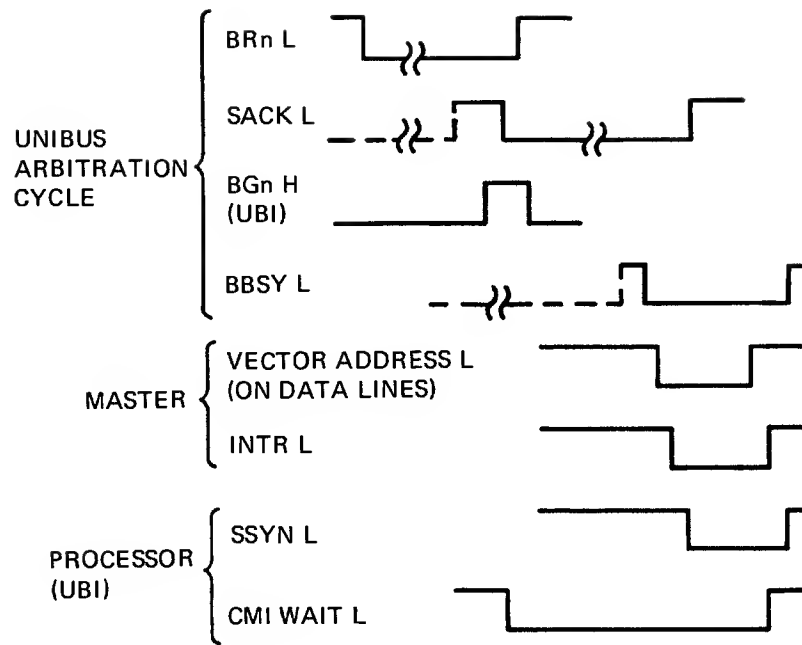 BRn L
SACK L
UNIBUS
ARBITRATION
CYCLE
BGn H
(UBI)
BBSY L
VECTOR ADDRESS L
(ON DATA LINES)
MASTER
INTR L
SSYN L
PROCESSOR
(UBI)
CMI WAIT L